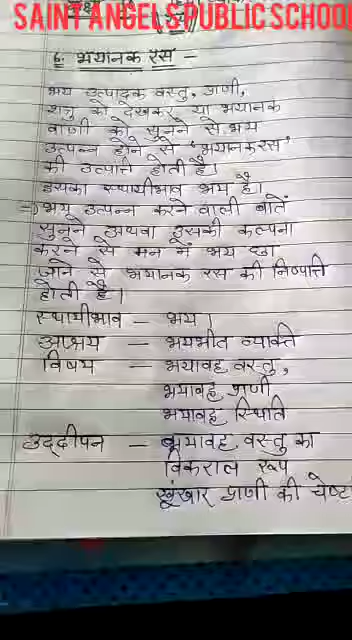 SAINT ANGELS PUBLIC SCHOOL
6. भयानक रस -
भय उत्पादक वस्तु, प्राणी,
शत्रु को देखकर या भयानक
वाणी को सुनने से भय
उत्पन्न होने से 'भयानक रस'
की उत्पत्ति होती है।
इसका स्थायीभाव भय है।
⇒ भय उत्पन्न करने वाली बातें
सुनने अथवा उसकी कल्पना
करने से मन में भय छा
जाने से भयानक रस की निष्पत्ति
होती है।
स्थायीभाव - भय।
आश्रय - भयभीत व्यक्ति
विषय - भयावह वस्तु,
भयावह प्राणी
भयावह स्थिति
उद्दीपन - भयावह वस्तु का
विकराल रूप
खूंखार प्राणी की चेष्टा